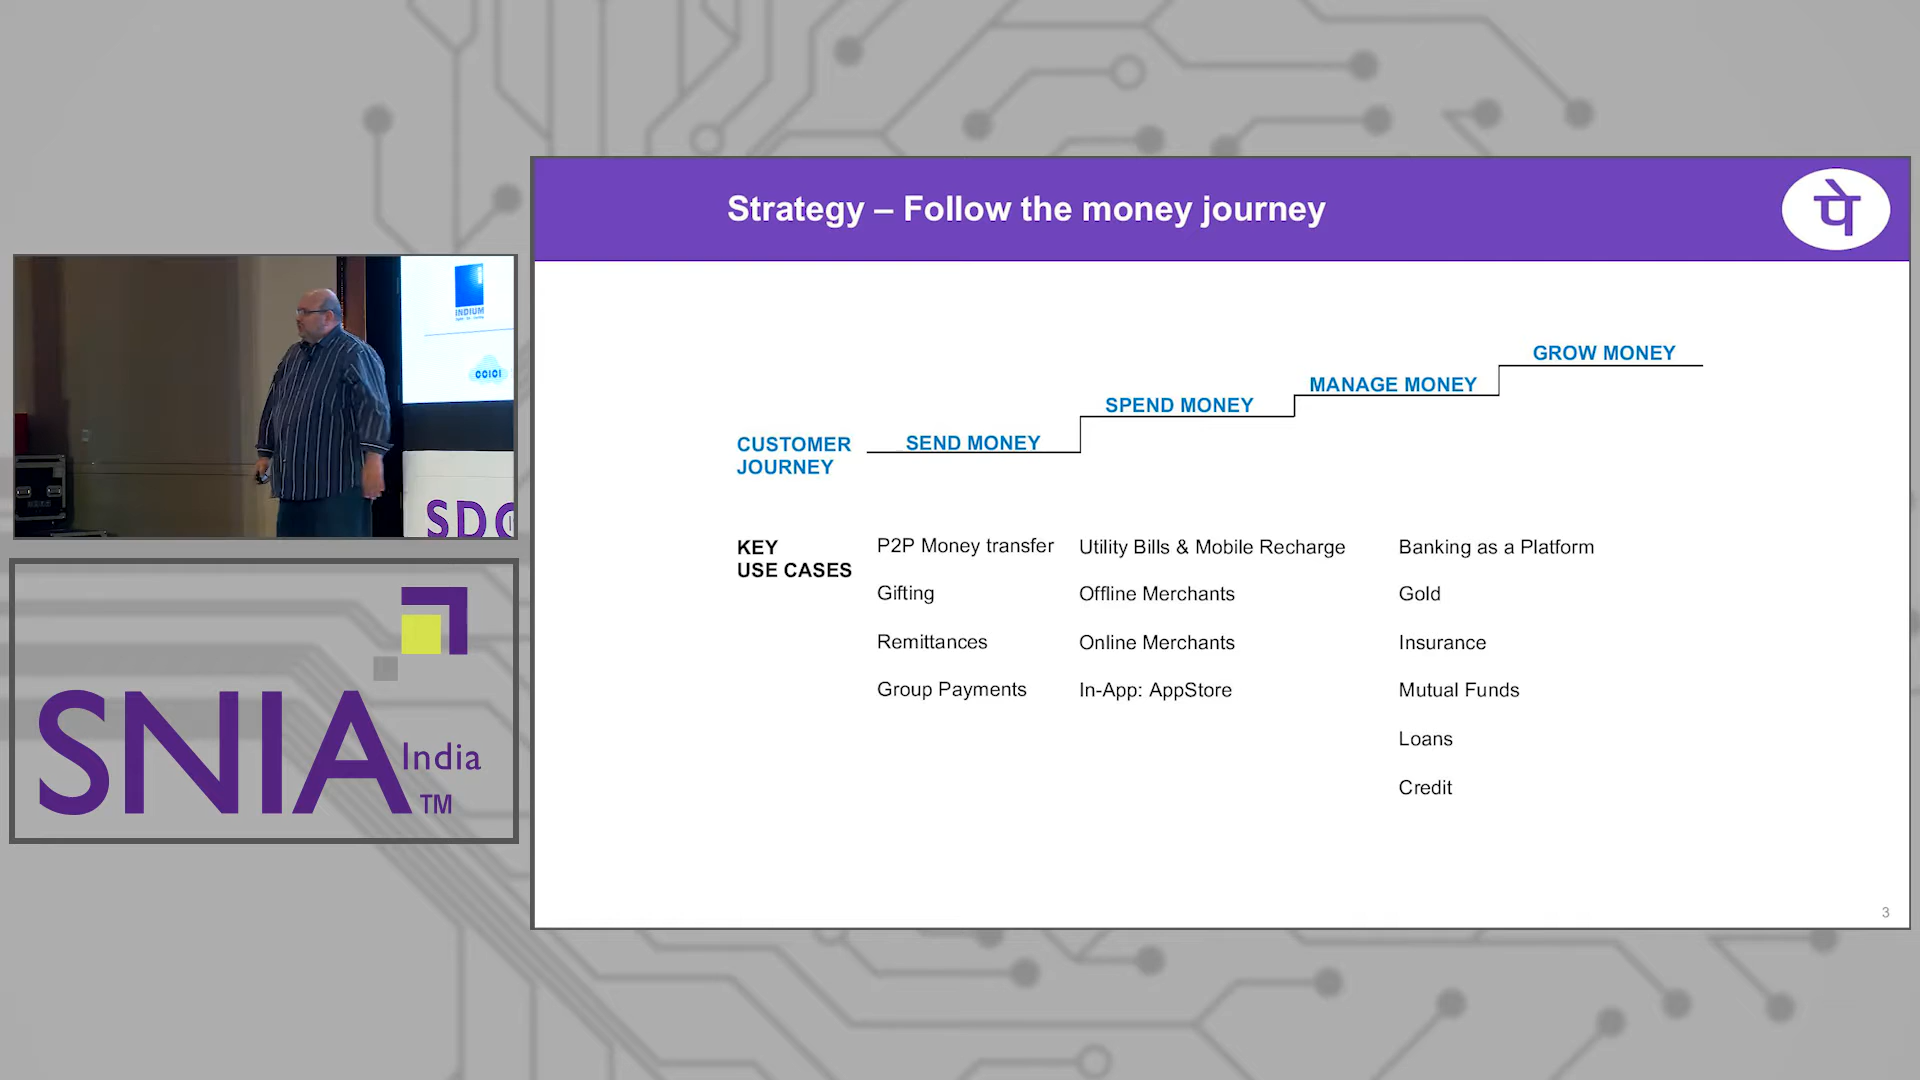 Strategy – Follow the money journey
पे
GROW MONEY
MANAGE MONEY
SPEND MONEY
SEND MONEY
CUSTOMER
JOURNEY
KEY
USE CASES
P2P Money transfer
Gifting
Remittances
Group Payments
Utility Bills & Mobile Recharge
Offline Merchants
Online Merchants
In-App: AppStore
Banking as a Platform
Gold
Insurance
Mutual Funds
Loans
Credit
3
INDIUM
SDC
SNIA
India
TM